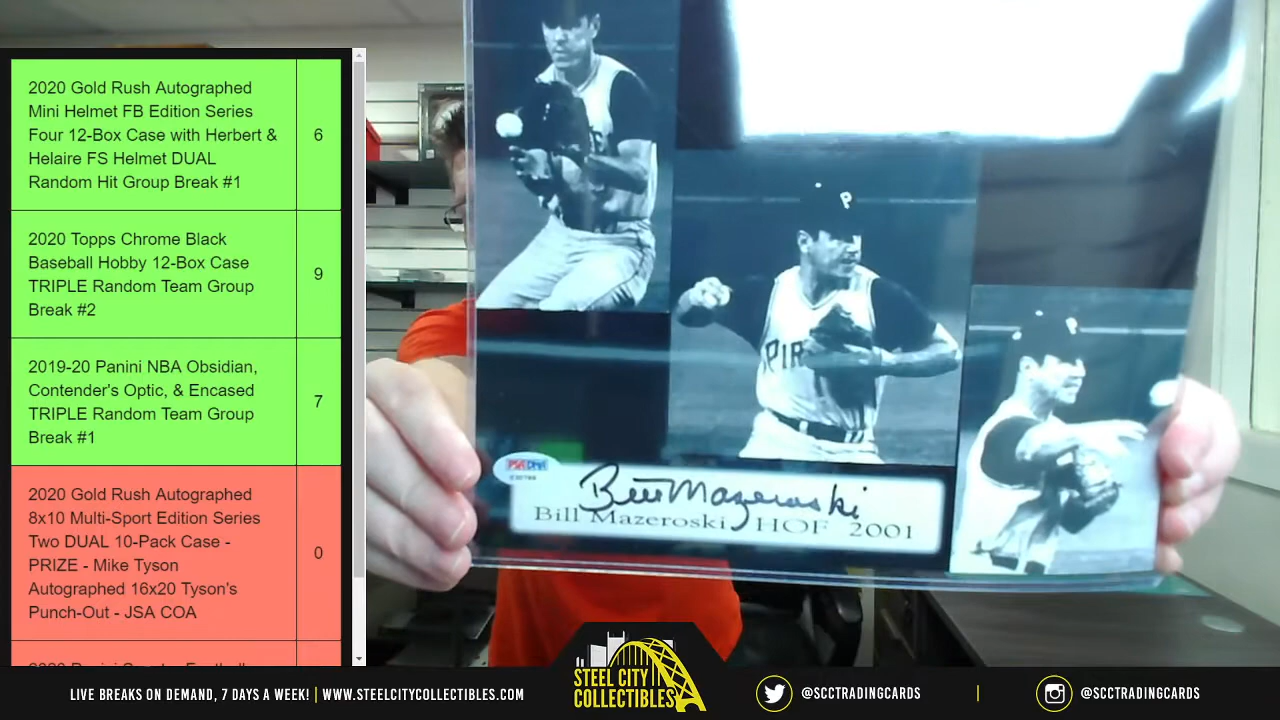 2020 Gold Rush Autographed
Mini Helmet FB Edition Series
Four 12-Box Case with Herbert &
Helaire FS Helmet DUAL
Random Hit Group Break #1
6
2020 Topps Chrome Black
Baseball Hobby 12-Box Case
TRIPLE Random Team Group
Break #2
9
2019-20 Panini NBA Obsidian,
Contender's Optic, & Encased
TRIPLE Random Team Group
Break #1
7
2020 Gold Rush Autographed
8x10 Multi-Sport Edition Series
Two DUAL 10-Pack Case -
PRIZE - Mike Tyson
Autographed 16x20 Tyson's
Punch-Out - JSA COA
0
P
PIR
P
PSA DNA
Bill Mazeroski
Bill Mazeroski HOF 2001
LIVE BREAKS ON DEMAND, 7 DAYS A WEEK! | WWW.STEELCITYCOLLECTIBLES.COM
STEEL CITY
COLLECTIBLES
@SCCTRADINGCARDS
@SCCTRADINGCARDS